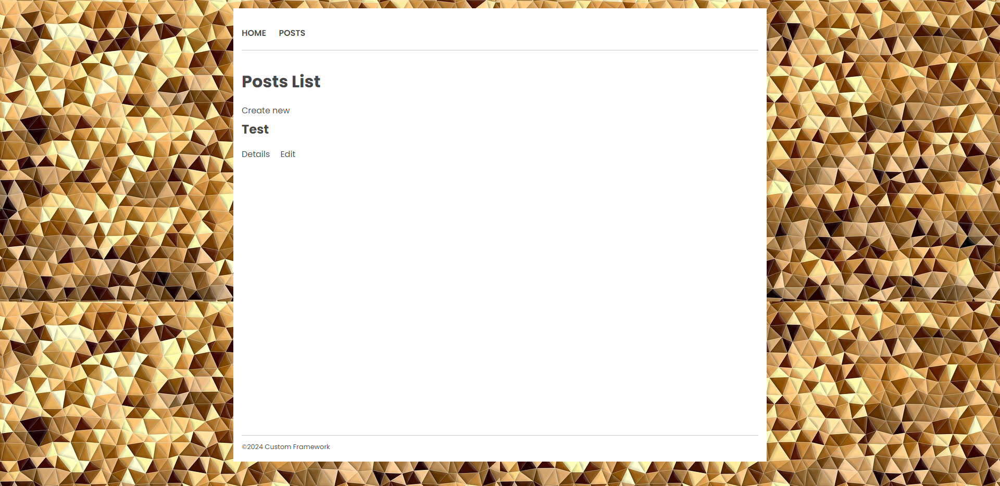 HOME POSTS
Posts List
Create new
Test
Details Edit
©2024 Custom Framework